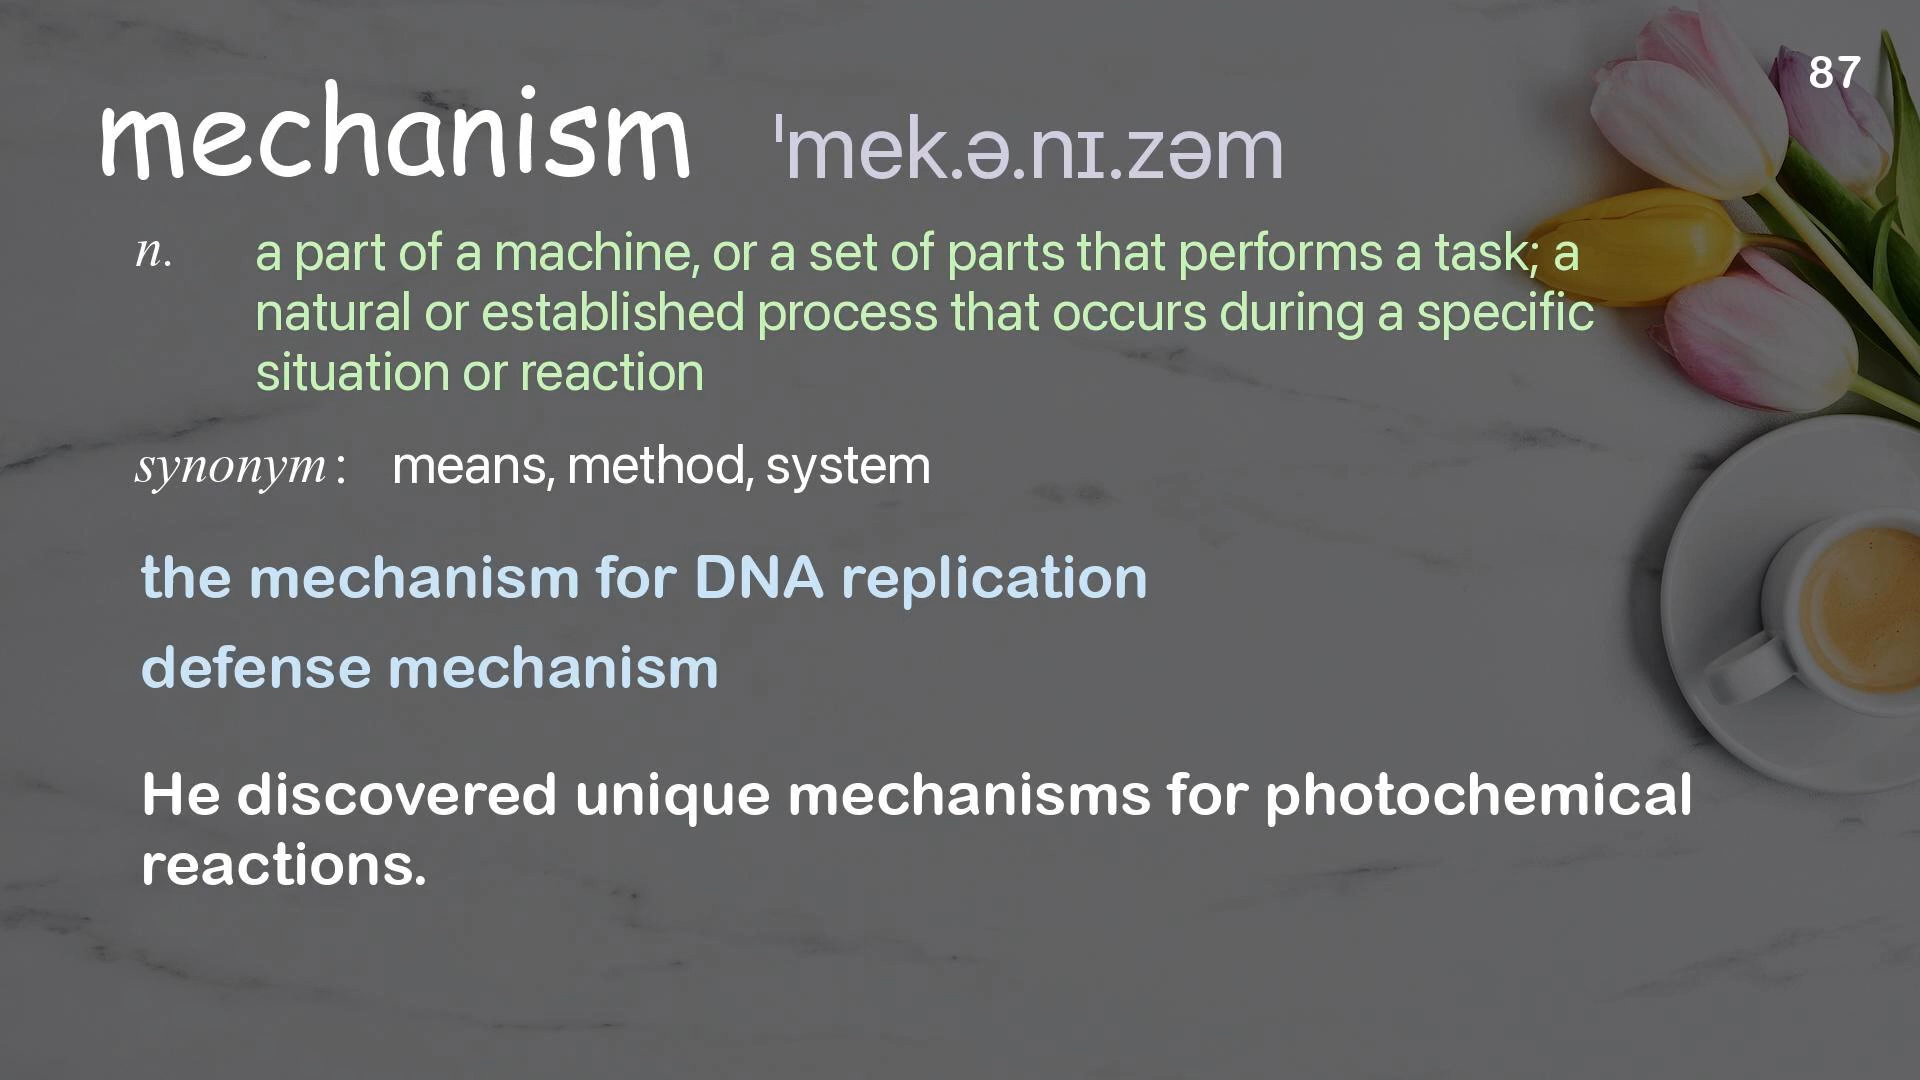 87
mechanism ˈmek.ə.nɪ.zəm
n. a part of a machine, or a set of parts that performs a task; a
natural or established process that occurs during a specific
situation or reaction
synonym : means, method, system
the mechanism for DNA replication
defense mechanism
He discovered unique mechanisms for photochemical
reactions.